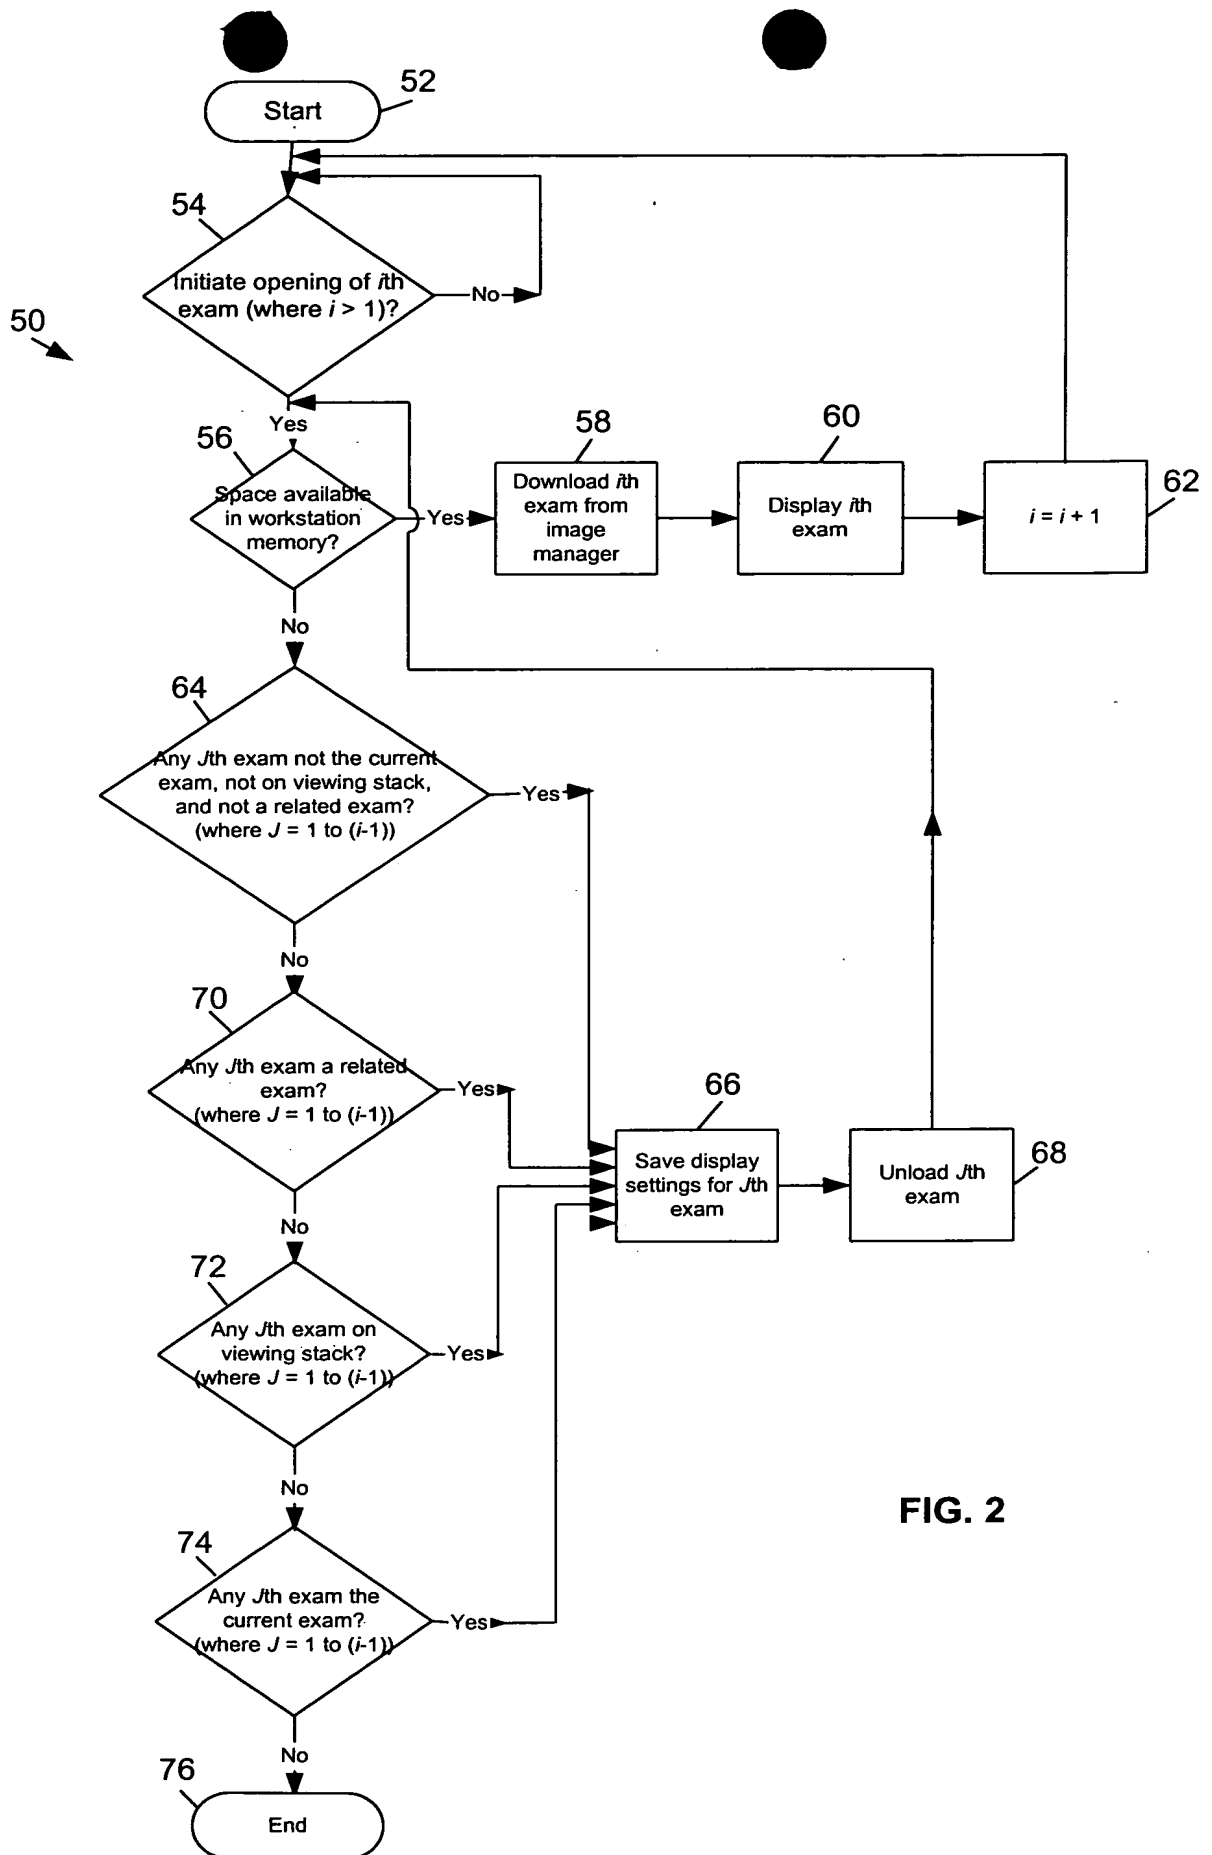 52
Start
54
Initiate opening of ith
exam (where i > 1)?
No
50
Yes
56
Space available
in workstation
memory?
Yes
58
Download ith
exam from
image
manager
60
Display ith
exam
62
i = i + 1
No
64
Any Jth exam not the current
exam, not on viewing stack,
and not a related exam?
(where J = 1 to (i-1))
Yes
No
70
Any Jth exam a related
exam?
(where J = 1 to (i-1))
Yes
66
Save display
settings for Jth
exam
68
Unload Jth
exam
No
72
Any Jth exam on
viewing stack?
(where J = 1 to (i-1))
Yes
No
74
Any Jth exam the
current exam?
(where J = 1 to (i-1))
Yes
No
76
End
FIG. 2